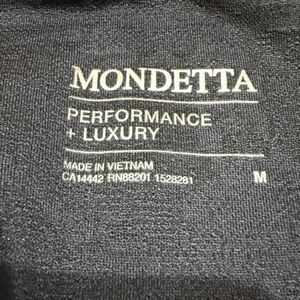 MONDETTA
PERFORMANCE
+ LUXURY
MADE IN VIETNAM
CA14442 RN88201 1528281 M